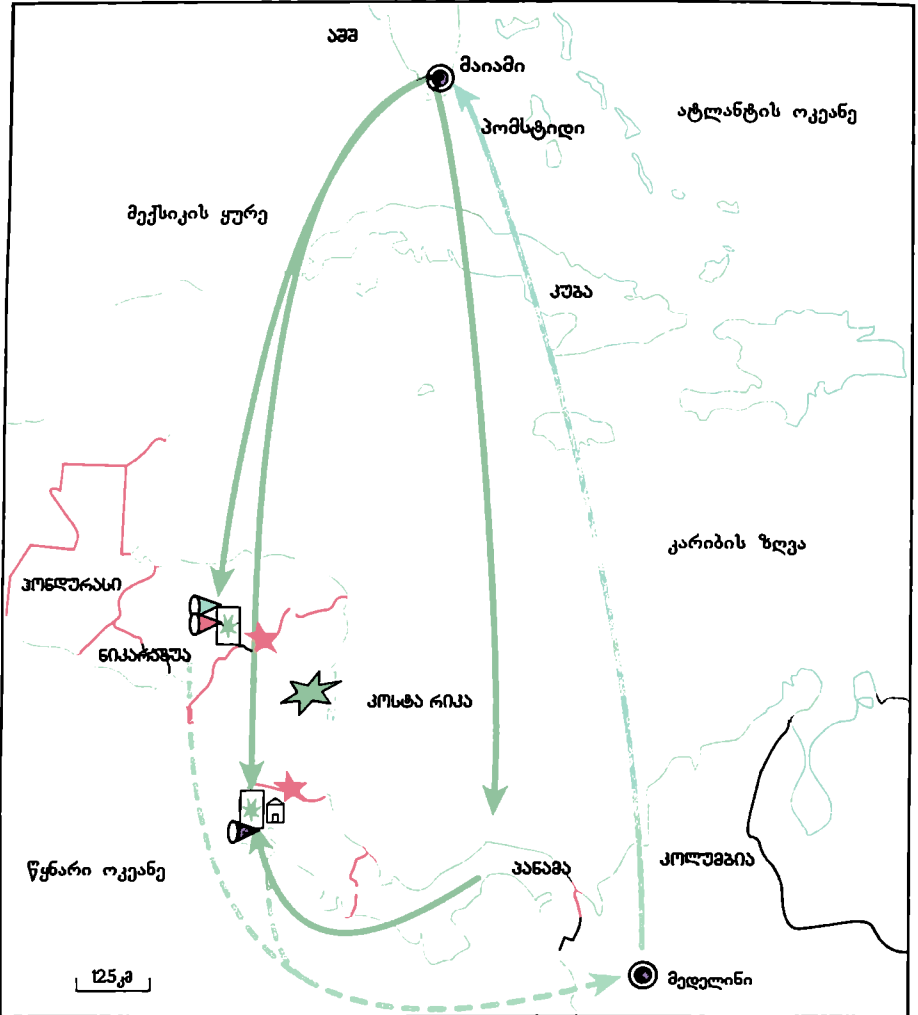 აშშ
მაიამი
ჰომსტიდი
ატლანტის ოკეანე
მექსიკის ყურე
კუბა
კარიბის ზღვა
ჰონდურასი
ნიკარაგუა
კოსტა რიკა
წყნარი ოკეანე
პანამა
კოლუმბია
125კმ
მედელინი